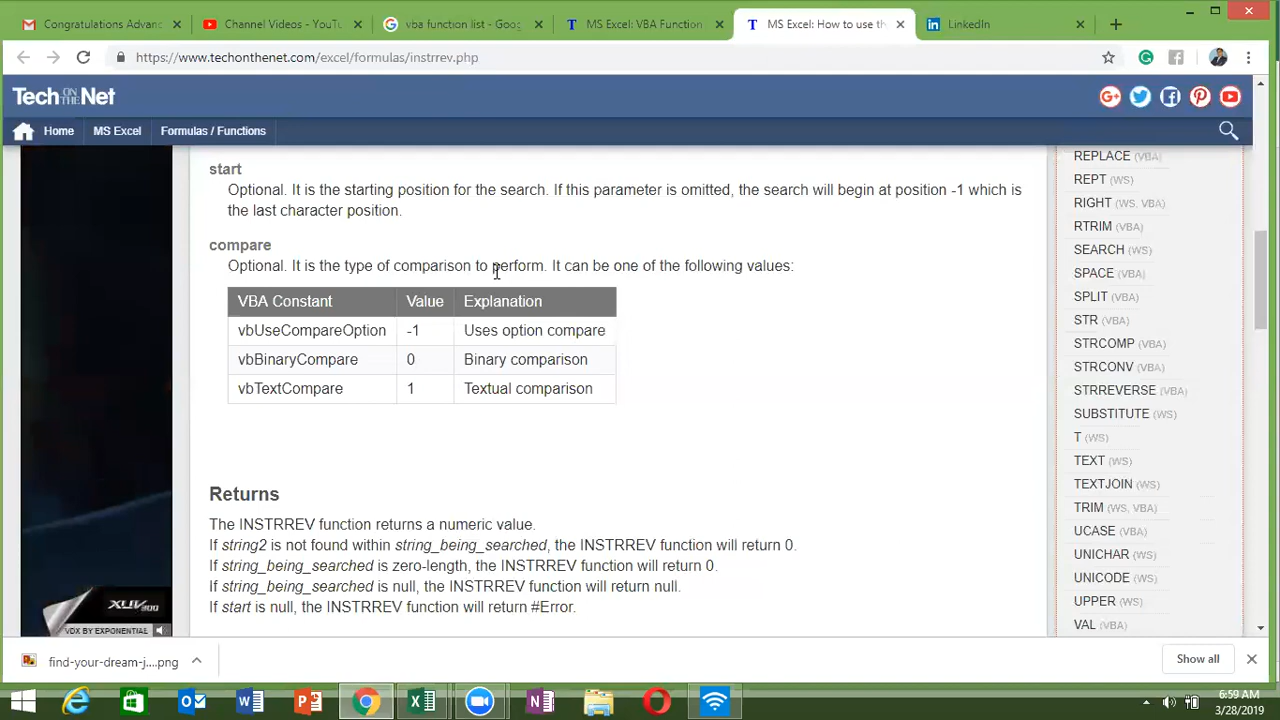 Congratulations Advanc
Channel Videos - YouTu
vba function list - Goog
MS Excel: VBA Function
MS Excel: How to use th
LinkedIn
https://www.techonthenet.com/excel/formulas/instrrev.php
Tech ON THE Net
Home
MS Excel
Formulas / Functions
start
Optional. It is the starting position for the search. If this parameter is omitted, the search will begin at position -1 which is
the last character position.
compare
Optional. It is the type of comparison to perform. It can be one of the following values:
VBA Constant Value Explanation
vbUseCompareOption -1 Uses option compare
vbBinaryCompare 0 Binary comparison
vbTextCompare 1 Textual comparison
Returns
The INSTRREV function returns a numeric value.
If string2 is not found within string_being_searched, the INSTRREV function will return 0.
If string_being_searched is zero-length, the INSTRREV function will return 0.
If string_being_searched is null, the INSTRREV function will return null.
If start is null, the INSTRREV function will return #Error.
REPLACE (VBA)
REPT (WS)
RIGHT (WS, VBA)
RTRIM (VBA)
SEARCH (WS)
SPACE (VBA)
SPLIT (VBA)
STR (VBA)
STRCOMP (VBA)
STRCONV (VBA)
STRREVERSE (VBA)
SUBSTITUTE (WS)
T (WS)
TEXT (WS)
TEXTJOIN (WS)
TRIM (WS, VBA)
UCASE (VBA)
UNICHAR (WS)
UNICODE (WS)
UPPER (WS)
VAL (VBA)
XUV300
VDX BY EXPONENTIAL
find-your-dream-j....png
Show all
6:59 AM
3/28/2019